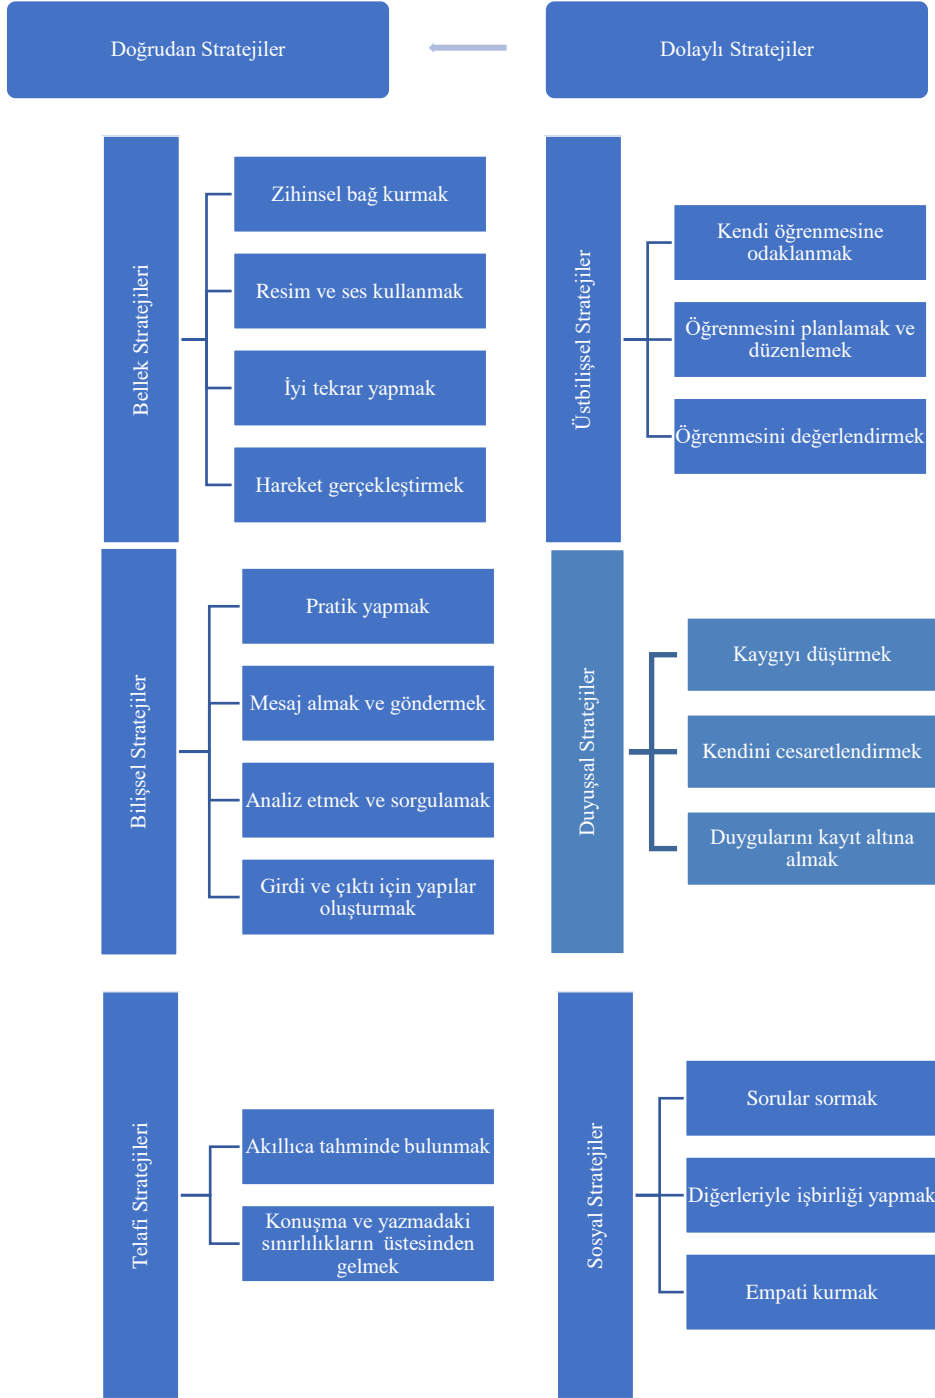 Doğrudan Stratejiler
Dolaylı Stratejiler
Bellek Stratejileri
Zihinsel bağ kurmak
Resim ve ses kullanmak
İyi tekrar yapmak
Hareket gerçekleştirmek
Üstbilişsel Stratejiler
Kendi öğrenmesine
odaklanmak
Öğrenmesini planlamak ve
düzenlemek
Öğrenmesini değerlendirmek
Bilişsel Stratejiler
Pratik yapmak
Mesaj almak ve göndermek
Analiz etmek ve sorgulamak
Girdi ve çıktı için yapılar
oluşturmak
Duyuşsal Stratejiler
Kaygıyı düşürmek
Kendini cesaretlendirmek
Duygularını kayıt altına
almak
Telafi Stratejileri
Akıllıca tahminde bulunmak
Konuşma ve yazmadaki
sınırlılıkların üstesinden
gelmek
Sosyal Stratejiler
Sorular sormak
Diğerleriyle işbirliği yapmak
Empati kurmak